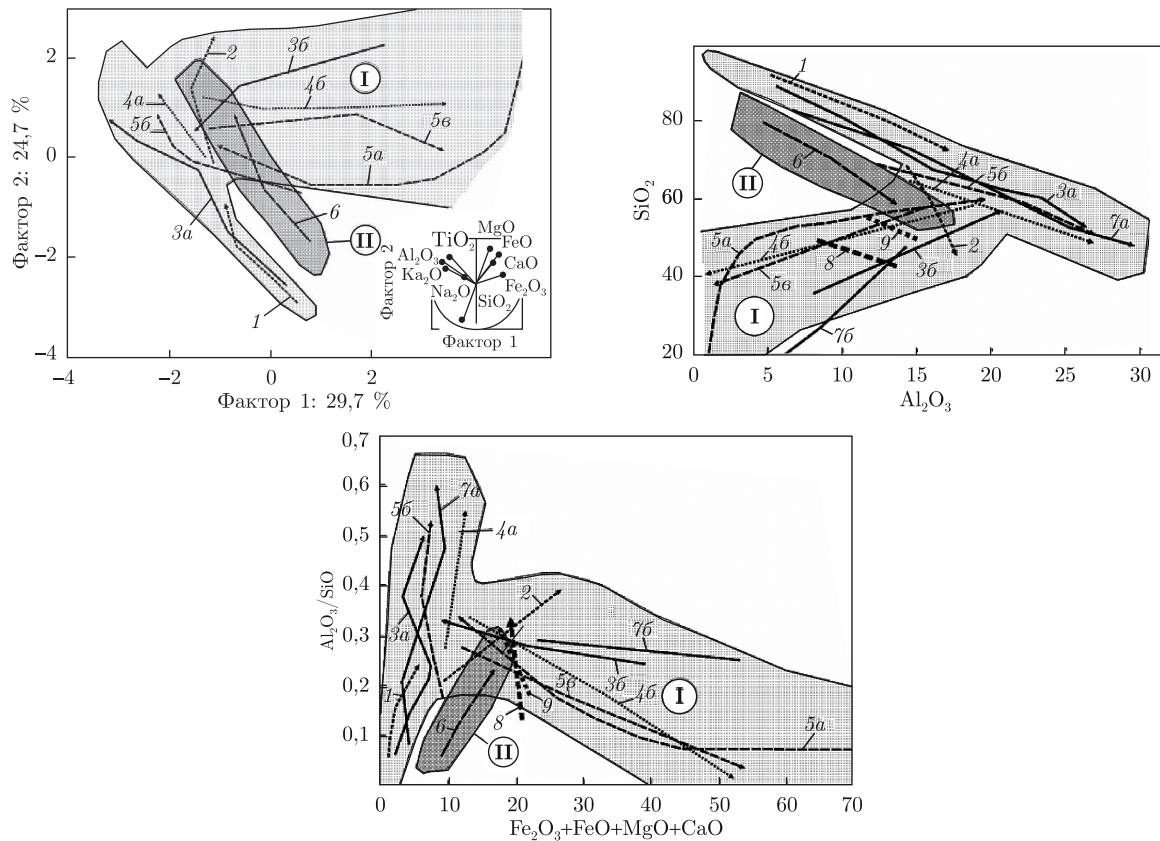 Фактор 2: 24,7 %
2
0
−2
−4
−4
−2
0
2
Фактор 1: 29,7 %
2
3б
I
4а
4б
5б
5в
5а
3а
6
II
1
MgO
TiO₂
FeO
Al₂O₃
CaO
Ka₂O
Fe₂O₃
Na₂O
SiO₂
Фактор 2
Фактор 1
SiO₂
80
60
40
20
5
10
15
20
25
30
Al₂O₃
1
6
II
4а
5б
3а
7а
5а
4б
9
2
8
3б
5в
I
7б
Al₂O₃/SiO
0,7
0,6
0,5
0,4
0,3
0,2
0,1
0
10
20
30
40
50
60
70
Fe₂O₃+FeO+MgO+CaO
7а
5б
4а
2
3а
7б
3б
5в
I
4б
1
9
6
8
II
5а